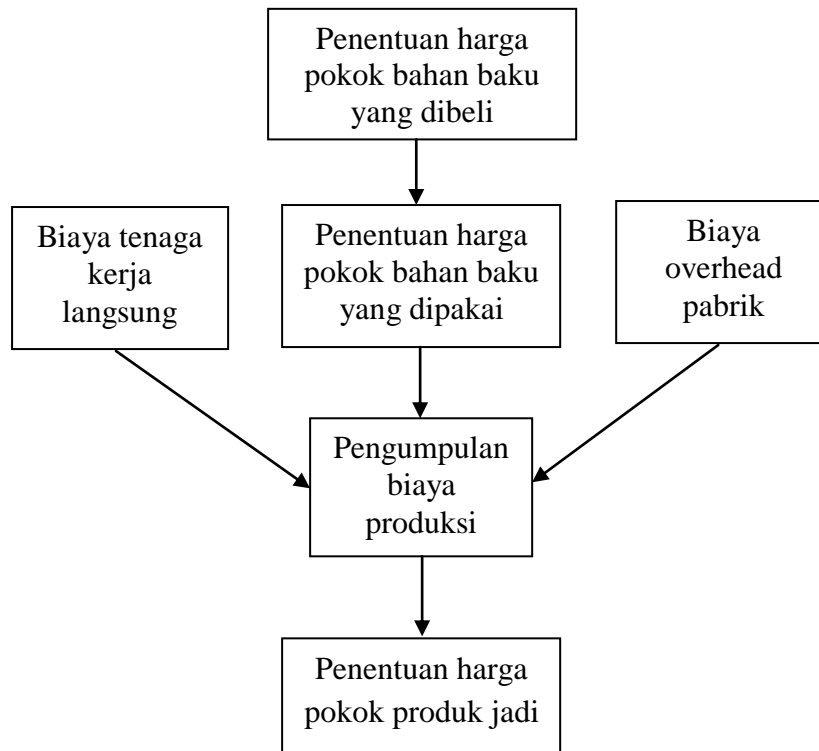 Penentuan harga
pokok bahan baku
yang dibeli
Biaya tenaga
kerja
langsung
Penentuan harga
pokok bahan baku
yang dipakai
Biaya
overhead
pabrik
Pengumpulan
biaya
produksi
Penentuan harga
pokok produk jadi